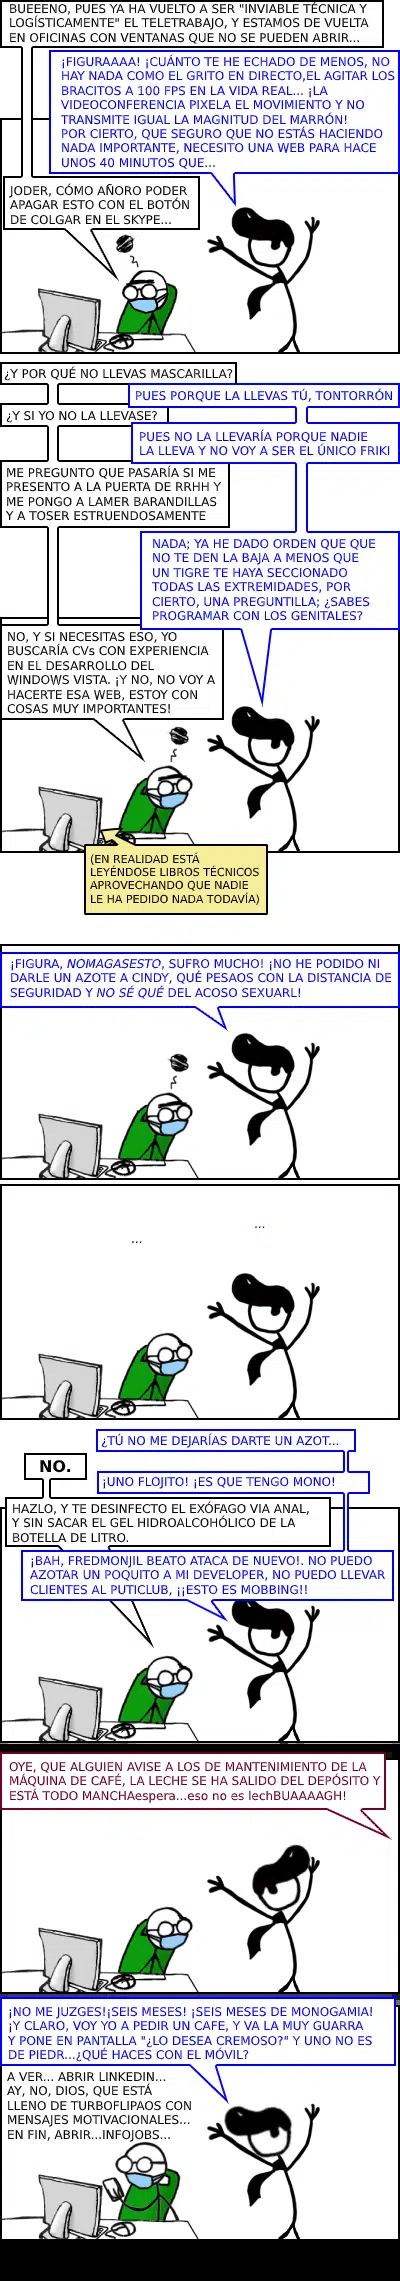 BUEEENO, PUES YA HA VUELTO A SER "INVIABLE TÉCNICA Y
LOGÍSTICAMENTE" EL TELETRABAJO, Y ESTAMOS DE VUELTA
EN OFICINAS CON VENTANAS QUE NO SE PUEDEN ABRIR...
¡FIGURAAAA! ¡CUÁNTO TE HE ECHADO DE MENOS, NO
HAY NADA COMO EL GRITO EN DIRECTO,EL AGITAR LOS
BRACITOS A 100 FPS EN LA VIDA REAL... ¡LA
VIDEOCONFERENCIA PIXELA EL MOVIMIENTO Y NO
TRANSMITE IGUAL LA MAGNITUD DEL MARRÓN!
POR CIERTO, QUE SEGURO QUE NO ESTÁS HACIENDO
NADA IMPORTANTE, NECESITO UNA WEB PARA HACE
UNOS 40 MINUTOS QUE...
JODER, CÓMO AÑORO PODER
APAGAR ESTO CON EL BOTÓN
DE COLGAR EN EL SKYPE...
¿Y POR QUÉ NO LLEVAS MASCARILLA?
PUES PORQUE LA LLEVAS TÚ, TONTORRÓN
¿Y SI YO NO LA LLEVASE?
PUES NO LA LLEVARÍA PORQUE NADIE
LA LLEVA Y NO VOY A SER EL ÚNICO FRIKI
ME PREGUNTO QUE PASARÍA SI ME
PRESENTO A LA PUERTA DE RRHH Y
ME PONGO A LAMER BARANDILLAS
Y A TOSER ESTRUENDOSAMENTE
NADA; YA HE DADO ORDEN QUE QUE
NO TE DEN LA BAJA A MENOS QUE
UN TIGRE TE HAYA SECCIONADO
TODAS LAS EXTREMIDADES, POR
CIERTO, UNA PREGUNTILLA; ¿SABES
PROGRAMAR CON LOS GENITALES?
NO, Y SI NECESITAS ESO, YO
BUSCARÍA CVs CON EXPERIENCIA
EN EL DESARROLLO DEL
WINDOWS VISTA. ¡Y NO, NO VOY A
HACERTE ESA WEB, ESTOY CON
COSAS MUY IMPORTANTES!
(EN REALIDAD ESTÁ
LEYÉNDOSE LIBROS TÉCNICOS
APROVECHANDO QUE NADIE
LE HA PEDIDO NADA TODAVÍA)
¡FIGURA, NOMAGASESTO, SUFRO MUCHO! ¡NO HE PODIDO NI
DARLE UN AZOTE A CINDY, QUÉ PESAOS CON LA DISTANCIA DE
SEGURIDAD Y NO SÉ QUÉ DEL ACOSO SEXUARL!
...
...
¿TÚ NO ME DEJARÍAS DARTE UN AZOT...
NO.
¡UNO FLOJITO! ¡ES QUE TENGO MONO!
HAZLO, Y TE DESINFECTO EL EXÓFAGO VIA ANAL,
Y SIN SACAR EL GEL HIDROALCOHÓLICO DE LA
BOTELLA DE LITRO.
¡BAH, FREDMONJIL BEATO ATACA DE NUEVO!. NO PUEDO
AZOTAR UN POQUITO A MI DEVELOPER, NO PUEDO LLEVAR
CLIENTES AL PUTICLUB, ¡¡ESTO ES MOBBING!!
OYE, QUE ALGUIEN AVISE A LOS DE MANTENIMIENTO DE LA
MÁQUINA DE CAFÉ, LA LECHE SE HA SALIDO DEL DEPÓSITO Y
ESTÁ TODO MANCHAespera...eso no es lechBUAAAAGH!
¡NO ME JUZGES!¡SEIS MESES! ¡SEIS MESES DE MONOGAMIA!
¡Y CLARO, VOY YO A PEDIR UN CAFE, Y VA LA MUY GUARRA
Y PONE EN PANTALLA "¿LO DESEA CREMOSO?" Y UNO NO ES
DE PIEDR...¿QUÉ HACES CON EL MÓVIL?
A VER... ABRIR LINKEDIN...
AY, NO, DIOS, QUE ESTÁ
LLENO DE TURBOFLIPAOS CON
MENSAJES MOTIVACIONALES...
EN FIN, ABRIR...INFOJOBS...